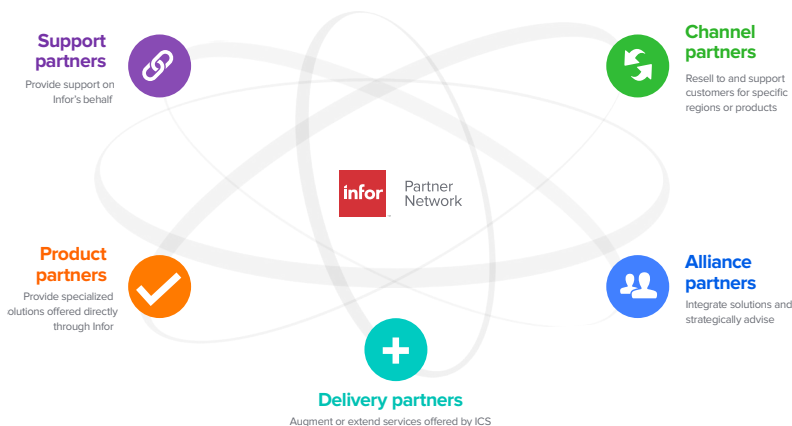 Support
partners
Provide support on
Infor's behalf
Channel
partners
Resell to and support
customers for specific
regions or products
infor
Partner
Network
Product
partners
Provide specialized
olutions offered directly
through Infor
Alliance
partners
Integrate solutions and
strategically advise
Delivery partners
Augment or extend services offered by ICS